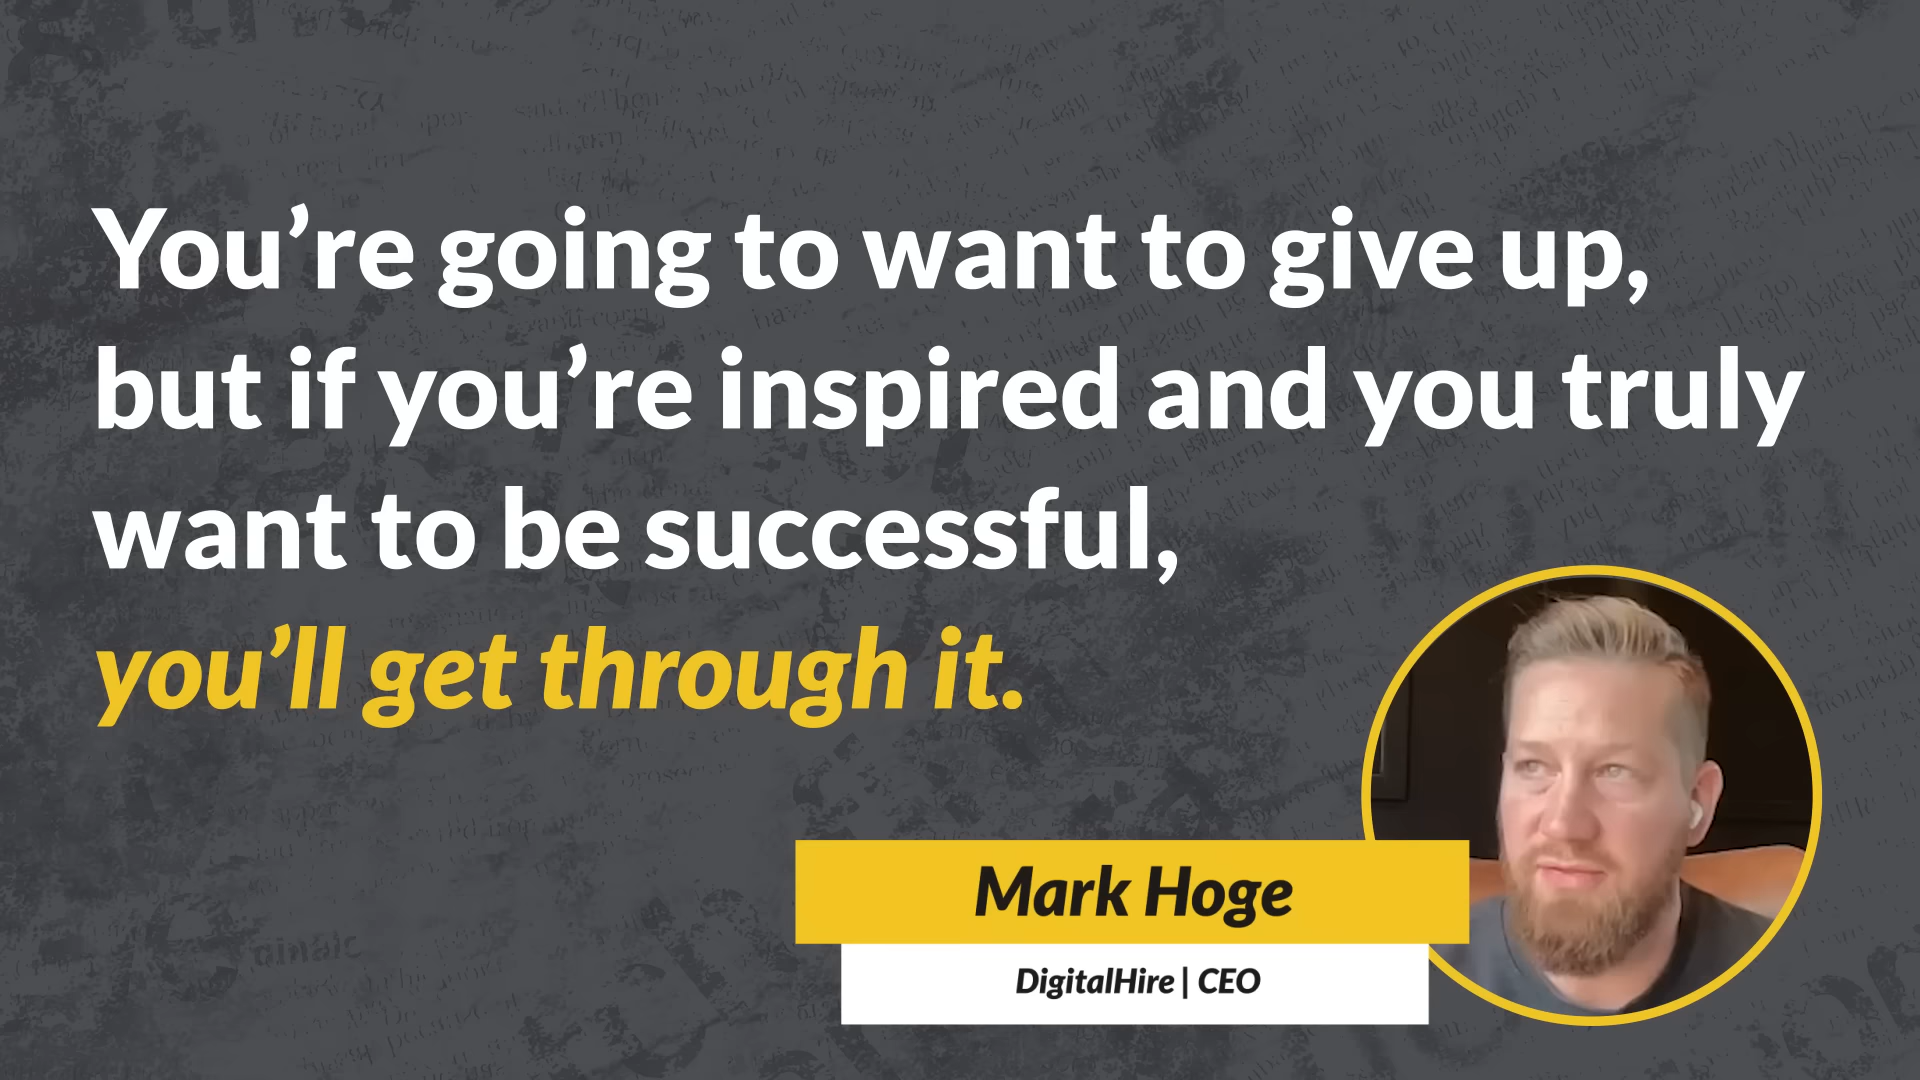 You’re going to want to give up,
but if you’re inspired and you truly
want to be successful,
you’ll get through it.
Mark Hoge
DigitalHire | CEO